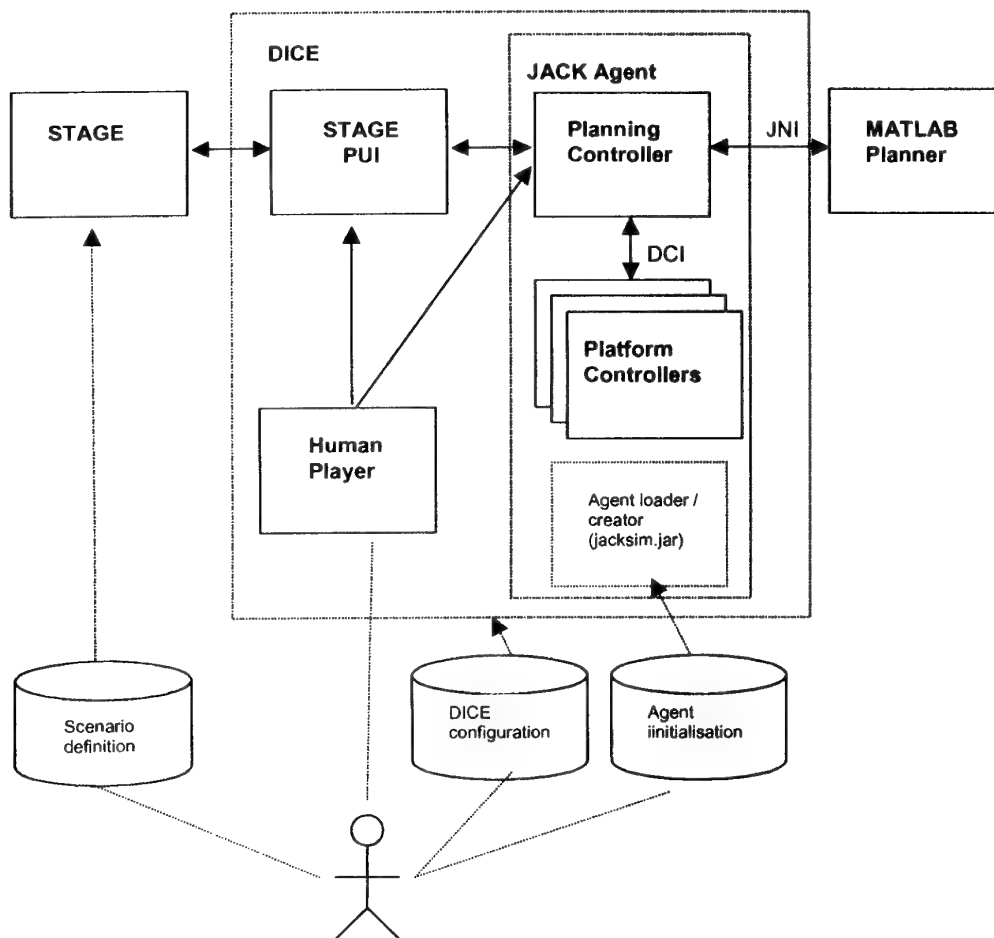 DICE
JACK Agent
STAGE
STAGE
PUI
Planning
Controller
JNI
MATLAB
Planner
DCI
Platform
Controllers
Human
Player
Agent loader /
creator
(jacksim.jar)
Scenario
definition
DICE
configuration
Agent
iinitialisation